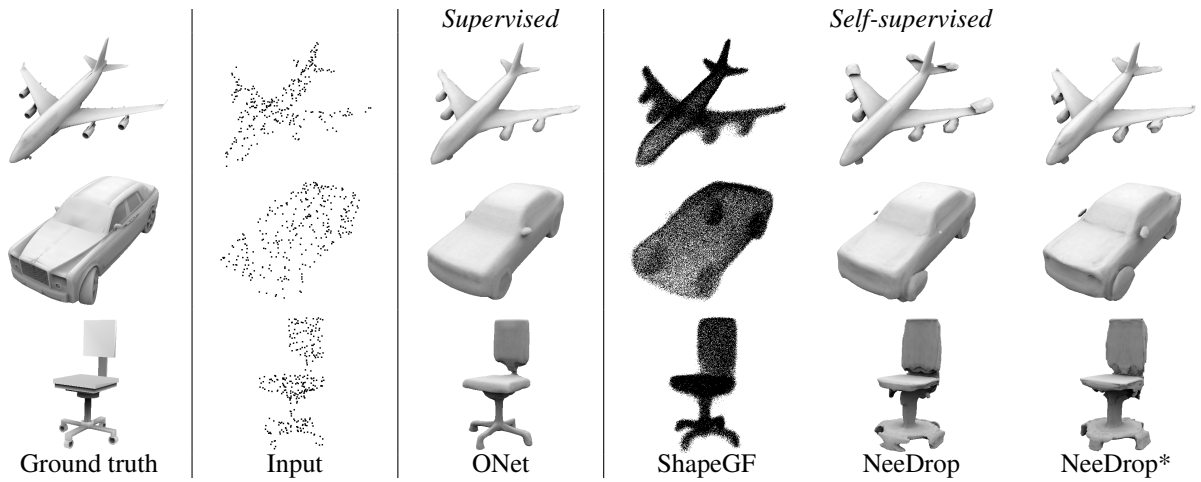 Supervised Self-supervised
Ground truth Input ONet ShapeGF NeeDrop NeeDrop*